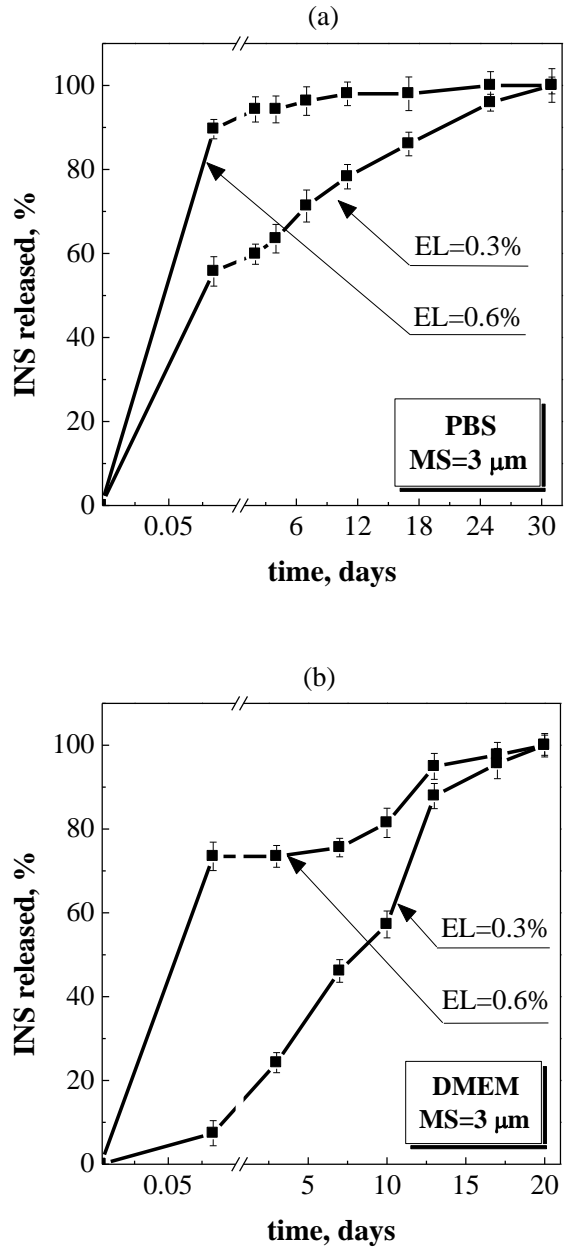 (a)
100
80
60
40
20
0
INS released, %
EL=0.3%
EL=0.6%
PBS
MS=3 μm
0.05 6 12 18 24 30
time, days
(b)
100
80
60
40
20
0
INS released, %
EL=0.3%
EL=0.6%
DMEM
MS=3 μm
0.05 5 10 15 20
time, days